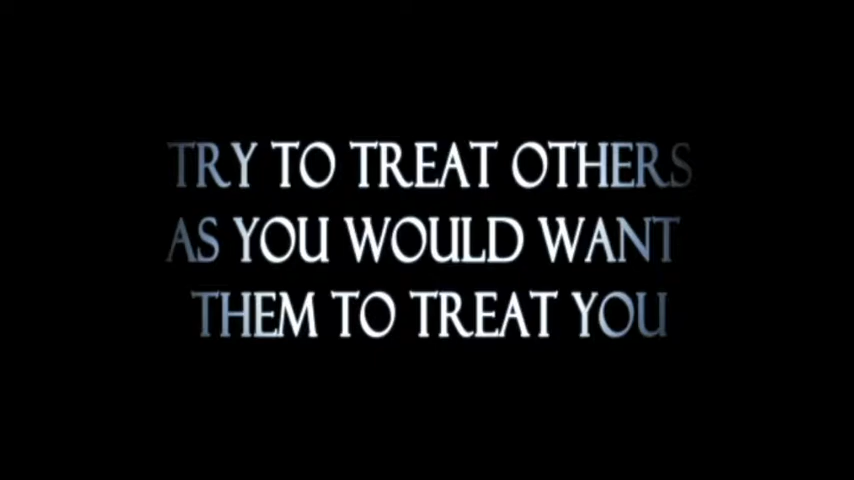 TRY TO TREAT OTHERS
AS YOU WOULD WANT
THEM TO TREAT YOU